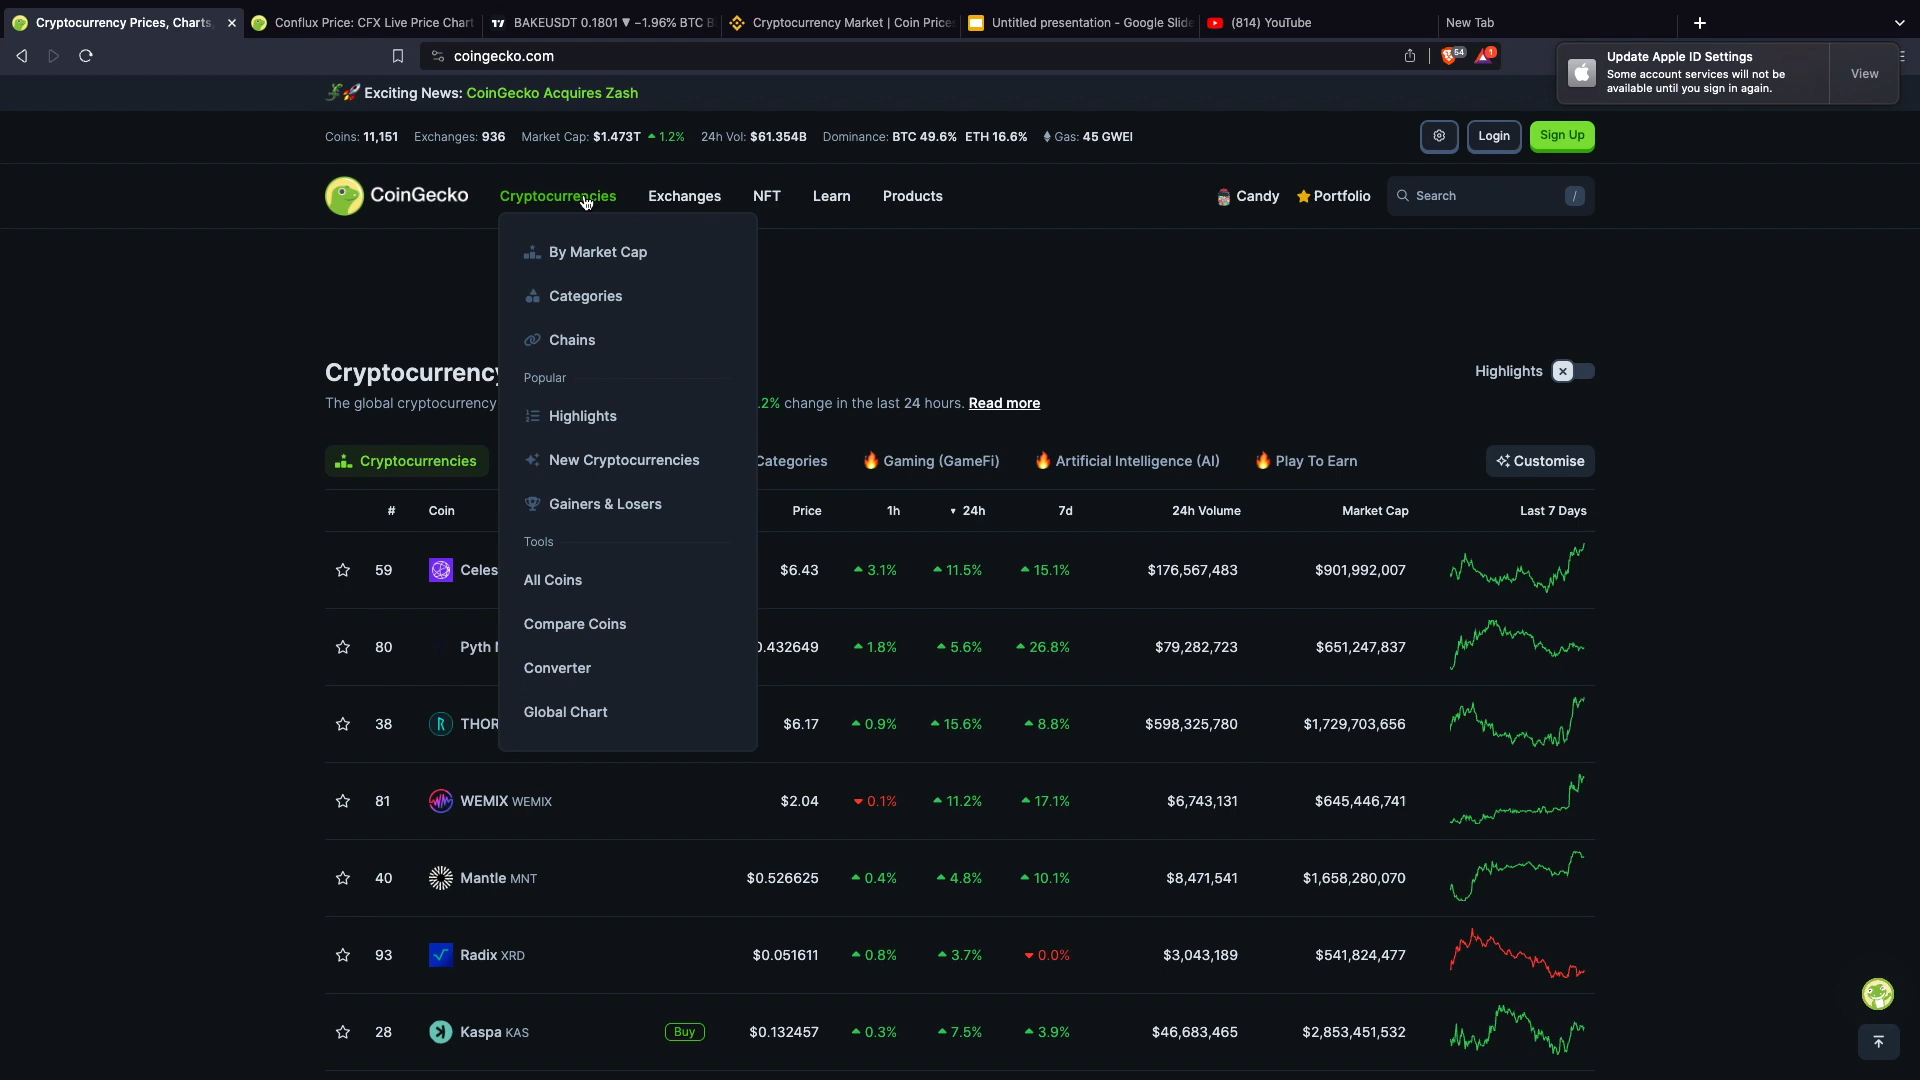 Cryptocurrency Prices, Charts,
Conflux Price: CFX Live Price Chart
BAKEUSDT 0.1801 ▼ −1.96% BTC B
Cryptocurrency Market | Coin Price
Untitled presentation - Google Slide
(814) YouTube
New Tab
coingecko.com
54
1
Update Apple ID Settings
Some account services will not be
available until you sign in again.
View
Exciting News: CoinGecko Acquires Zash
Coins: 11,151 Exchanges: 936 Market Cap: $1.473T ▲ 1.2% 24h Vol: $61.354B Dominance: BTC 49.6% ETH 16.6% Gas: 45 GWEI
Login
Sign Up
CoinGecko
Cryptocurrencies
Exchanges
NFT
Learn
Products
Candy
Portfolio
Search
/
By Market Cap
Categories
Chains
Popular
Highlights
New Cryptocurrencies
Gainers & Losers
Tools
All Coins
Compare Coins
Converter
Global Chart
Cryptocurrency
Highlights
The global cryptocurrency
.2% change in the last 24 hours. Read more
Cryptocurrencies
Categories
Gaming (GameFi)
Artificial Intelligence (AI)
Play To Earn
Customise
# Coin Price 1h ▼ 24h 7d 24h Volume Market Cap Last 7 Days
59 Celes $6.43 ▲ 3.1% ▲ 11.5% ▲ 15.1% $176,567,483 $901,992,007
80 Pyth 0.432649 ▲ 1.8% ▲ 5.6% ▲ 26.8% $79,282,723 $651,247,837
38 THOR $6.17 ▲ 0.9% ▲ 15.6% ▲ 8.8% $598,325,780 $1,729,703,656
81 WEMIX WEMIX $2.04 ▼ 0.1% ▲ 11.2% ▲ 17.1% $6,743,131 $645,446,741
40 Mantle MNT $0.526625 ▲ 0.4% ▲ 4.8% ▲ 10.1% $8,471,541 $1,658,280,070
93 Radix XRD $0.051611 ▲ 0.8% ▲ 3.7% ▼ 0.0% $3,043,189 $541,824,477
28 Kaspa KAS Buy $0.132457 ▲ 0.3% ▲ 7.5% ▲ 3.9% $46,683,465 $2,853,451,532